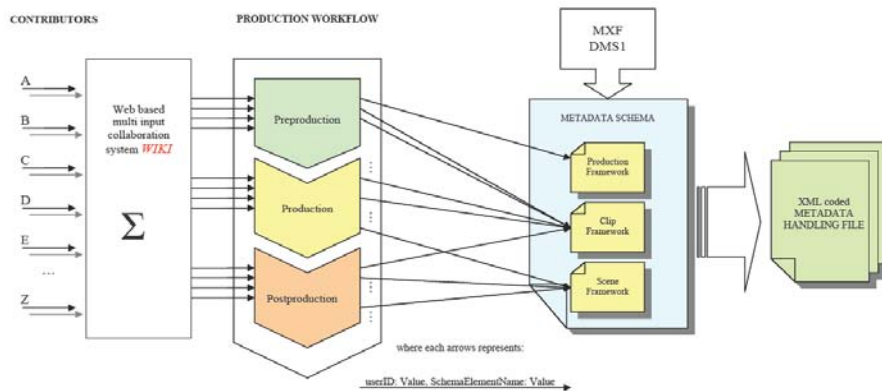 CONTRIBUTORS
PRODUCTION WORKFLOW
MXF
DMS1
A
B
C
D
E
...
Z
Web based
multi input
collaboration
system WIKI
Σ
Preproduction
Production
Postproduction
METADATA SCHEMA
Production
Framework
Clip
Framework
Scene
Framework
XML coded
METADATA
HANDLING FILE
where each arrows represents:
userID: Value, SchemaElementName: Value